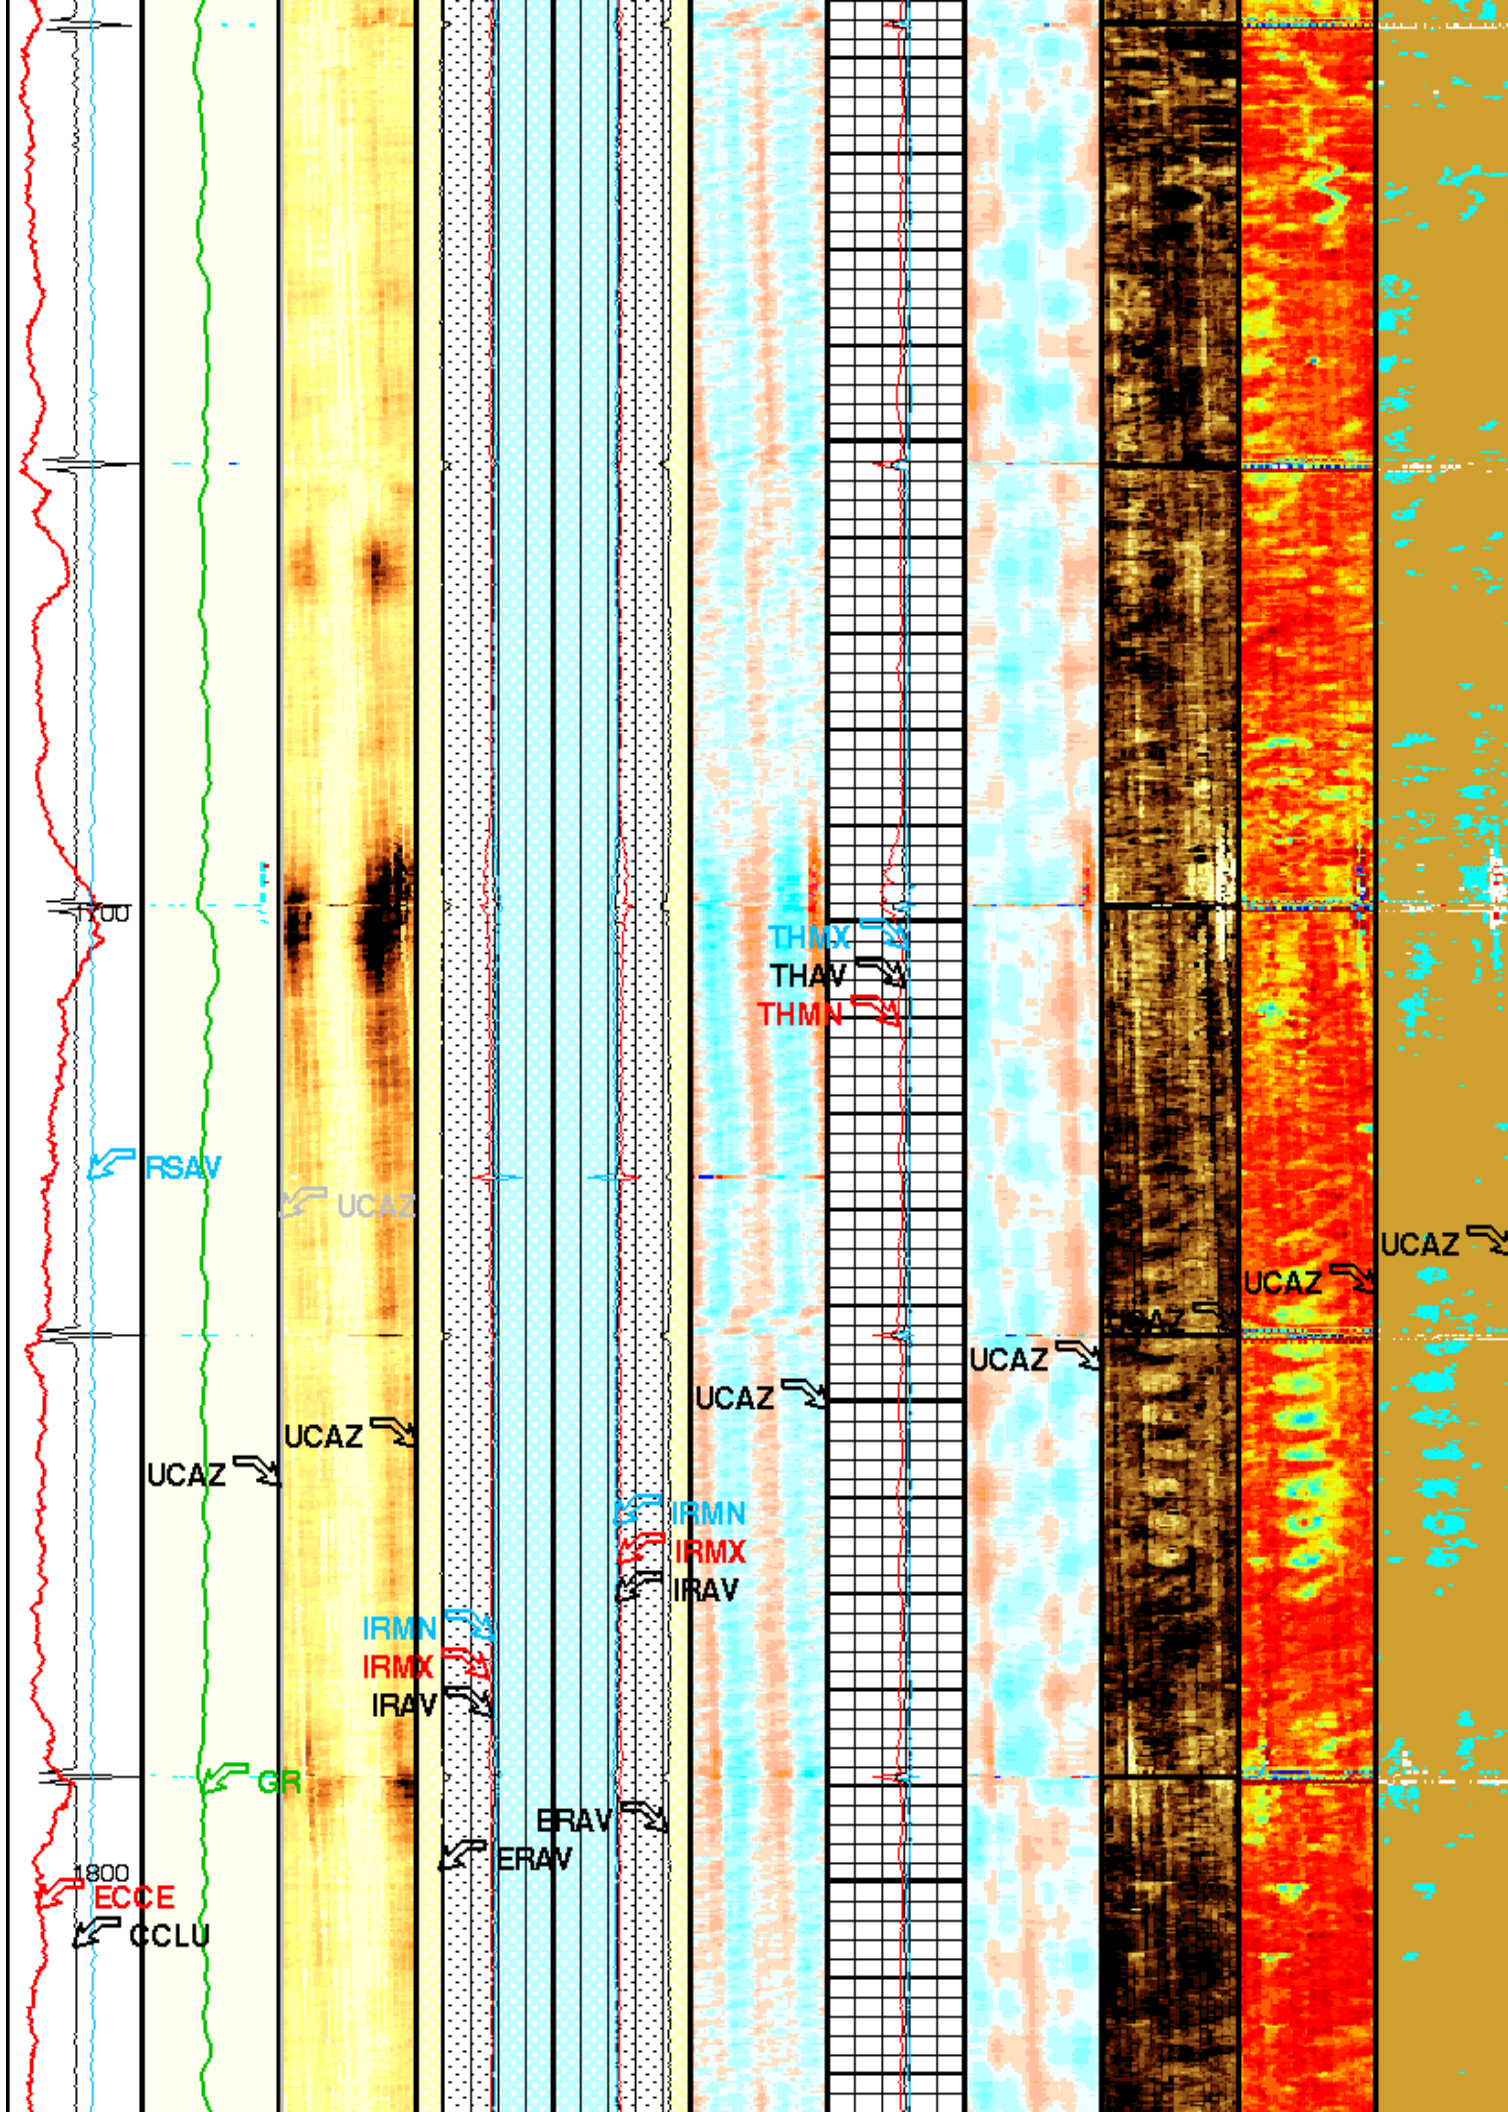 THMX
THAV
THMN
RSAV
UCAZ
UCAZ
UCAZ
UCAZ
UCAZ
UCAZ
UCAZ
UCAZ
IRMN
IRMX
IRAV
IRMN
IRMX
IRAV
GR
ERAV
ERAV
1800
ECCE
CCLU